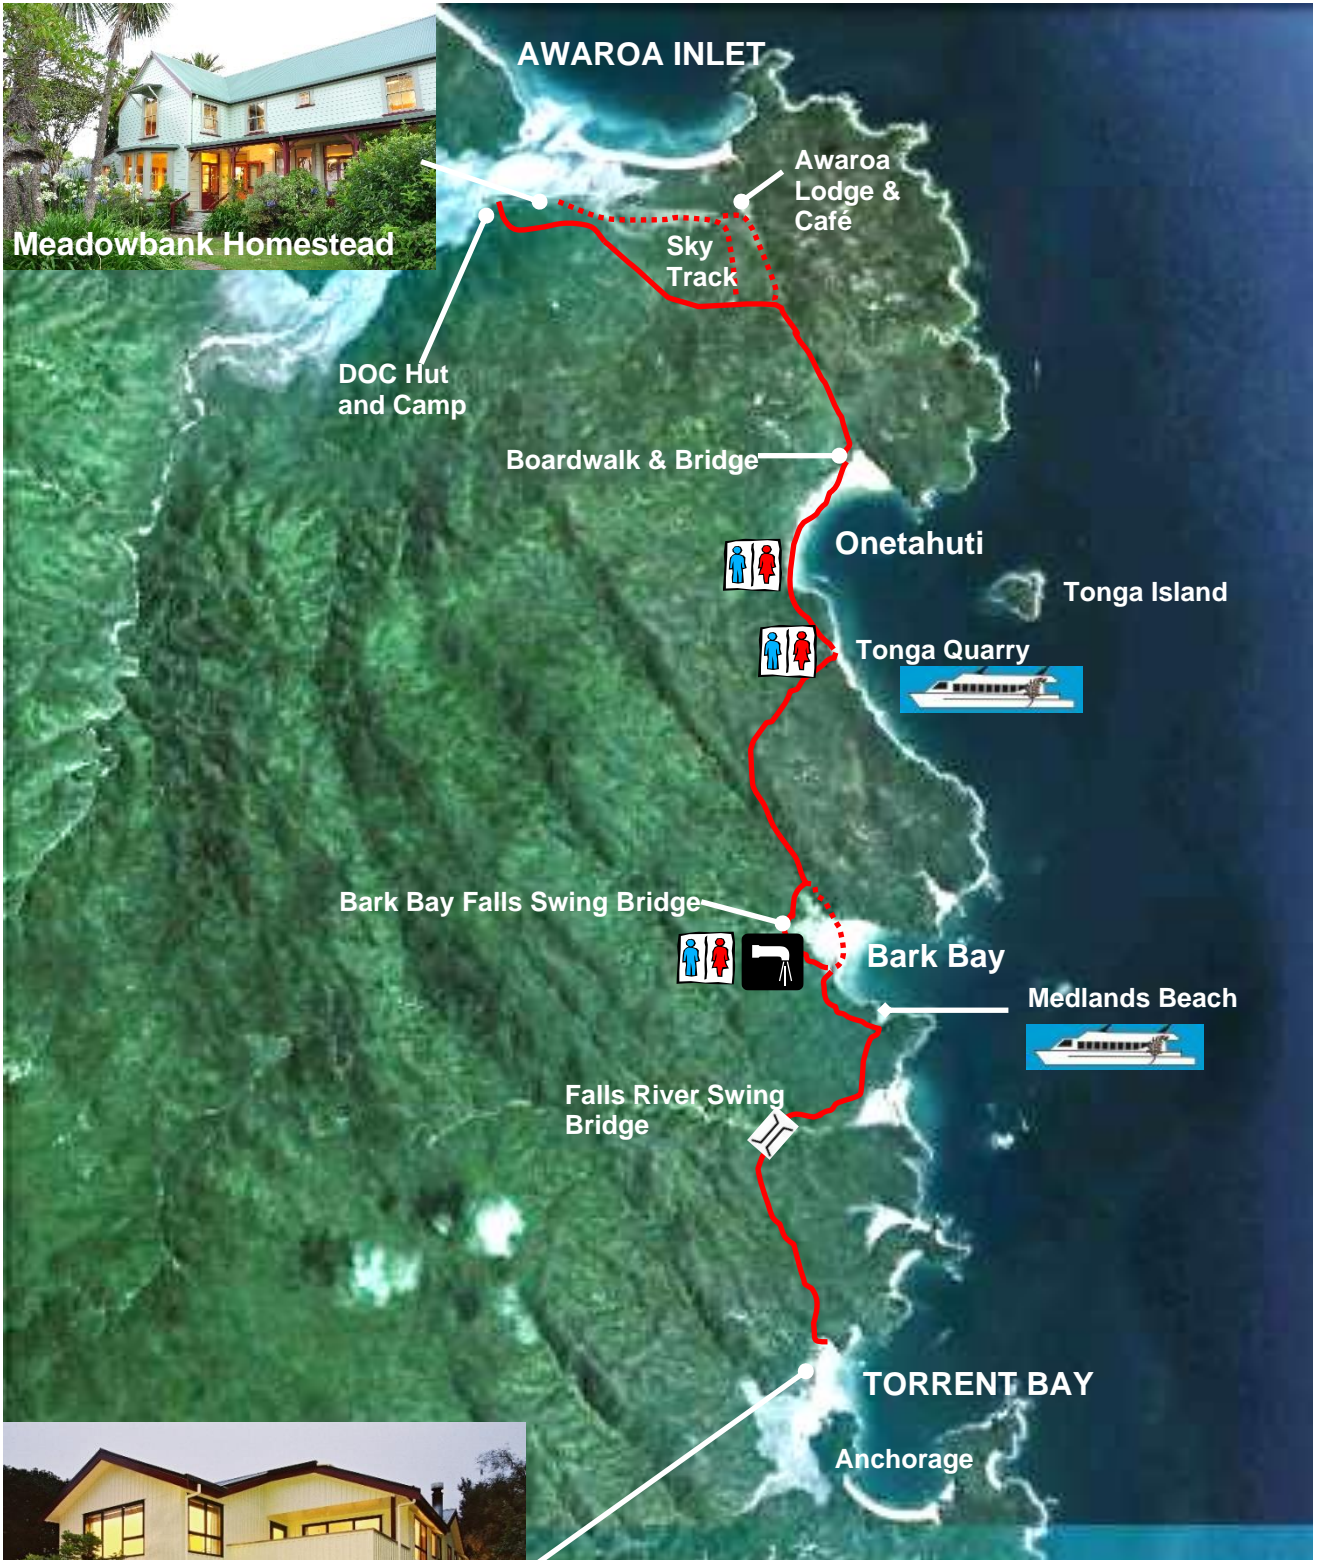 AWAROA INLET
Awaroa
Lodge &
Café
Meadowbank Homestead
Sky
Track
DOC Hut
and Camp
Boardwalk & Bridge
Onetahuti
Tonga Island
Tonga Quarry
Bark Bay Falls Swing Bridge
Bark Bay
Medlands Beach
Falls River Swing
Bridge
TORRENT BAY
Anchorage